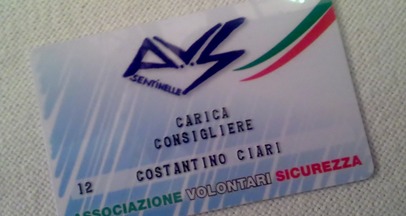 AVS
SENTINELLE
CARICA
CONSIGLIERE
12 COSTANTINO CIARI
ASSOCIAZIONE VOLONTARI SICUREZZA